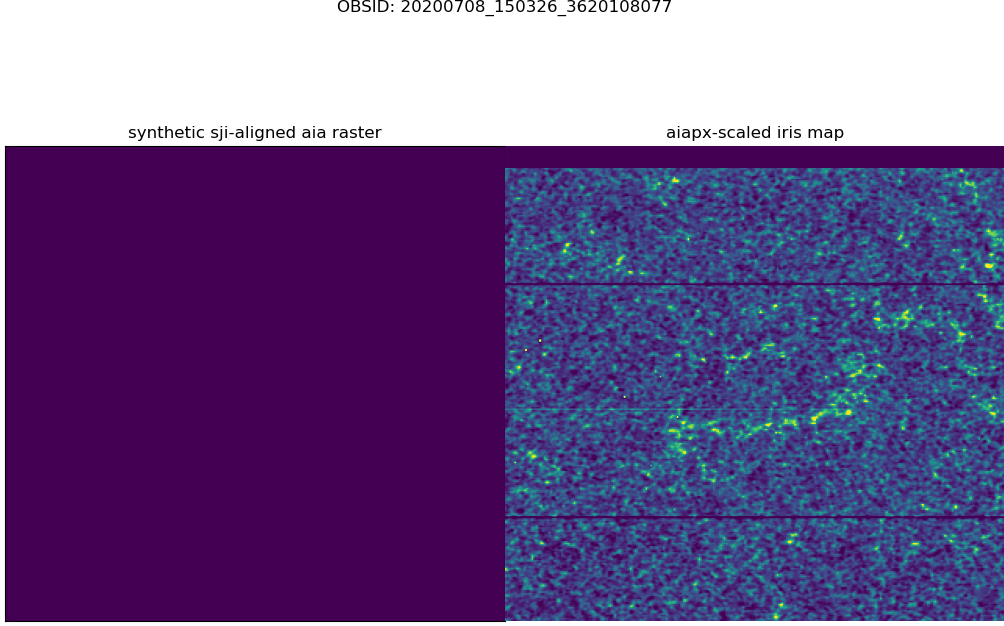 OBSID: 20200708_150326_3620108077
synthetic sji-aligned aia raster
aiapx-scaled iris map